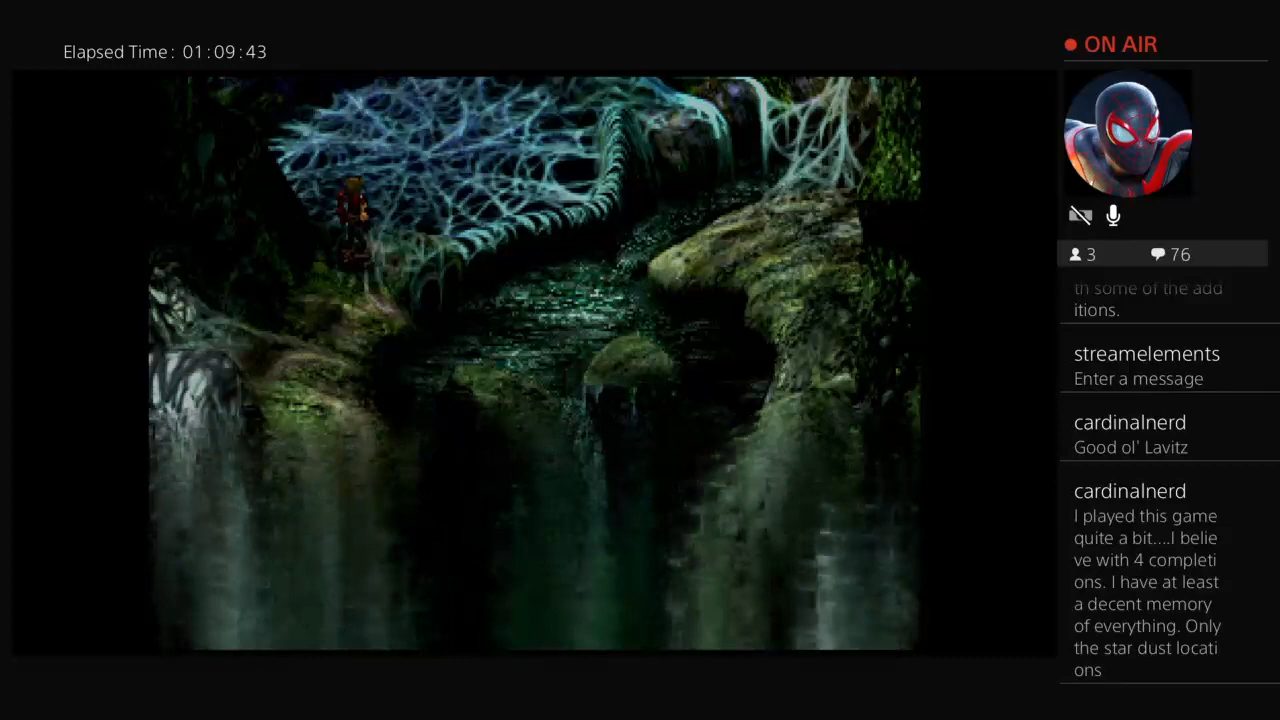 Elapsed Time: 01:09:43
ON AIR
3
76
th some of the add
itions.
streamelements
Enter a message
cardinalnerd
Good ol' Lavitz
cardinalnerd
I played this game
quite a bit....I belie
ve with 4 completi
ons. I have at least
a decent memory
of everything. Only
the star dust locati
ons